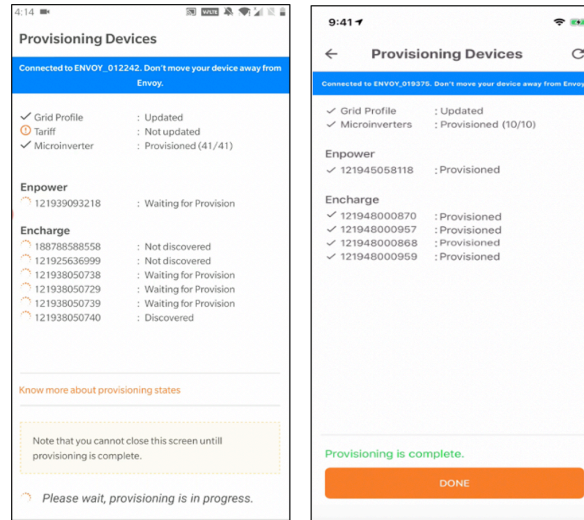 4:14
Provisioning Devices
Connected to ENVOY_012242. Don't move your device away from
Envoy.
Grid Profile : Updated
Tariff : Not updated
Microinverter : Provisioned (41/41)
Enpower
121939093218 : Waiting for Provision
Encharge
188788588558 : Not discovered
121925636999 : Not discovered
121938050738 : Waiting for Provision
121938050729 : Waiting for Provision
121938050739 : Waiting for Provision
121938050740 : Discovered
Know more about provisioning states
Note that you cannot close this screen untill
provisioning is complete.
Please wait, provisioning is in progress.
9:41
Provisioning Devices
Connected to ENVOY_019375. Don't move your device away from Envoy
Grid Profile : Updated
Microinverters : Provisioned (10/10)
Enpower
121945058118 : Provisioned
Encharge
121948000870 : Provisioned
121948000957 : Provisioned
121948000868 : Provisioned
121948000959 : Provisioned
Provisioning is complete.
DONE